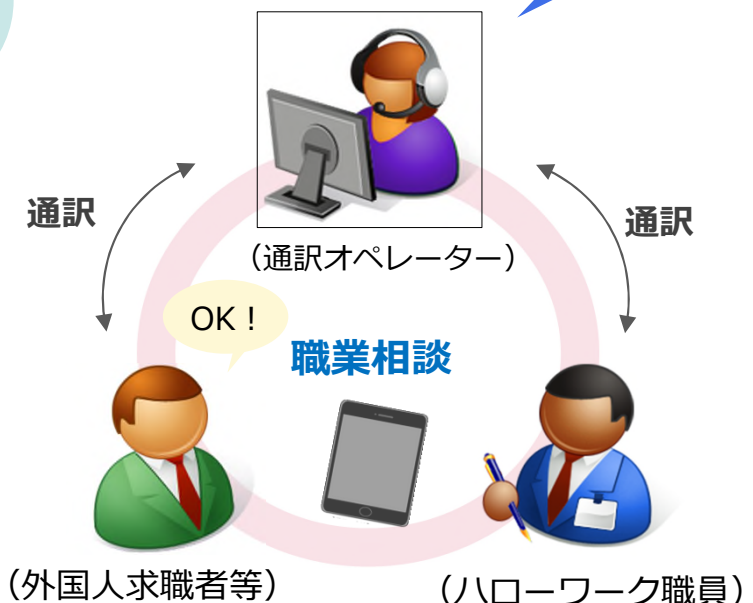 通訳
通訳
（通訳オペレーター）
OK！
職業相談
（外国人求職者等）
（ハローワーク職員）